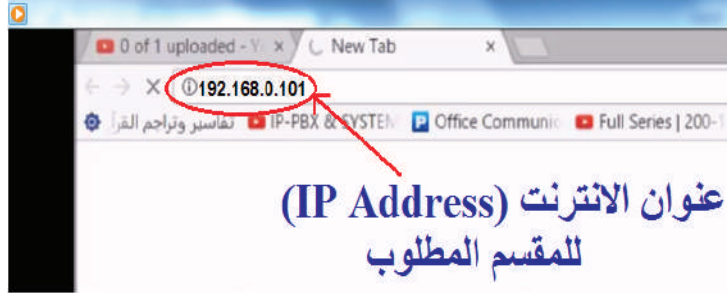 0 of 1 uploaded - Y
New Tab
192.168.0.101
تفاسير وتراجم القرآ
IP-PBX & SYSTEM
Office Communic
Full Series | 200-1
عنوان الانترنت (IP Address)
للمقسم المطلوب